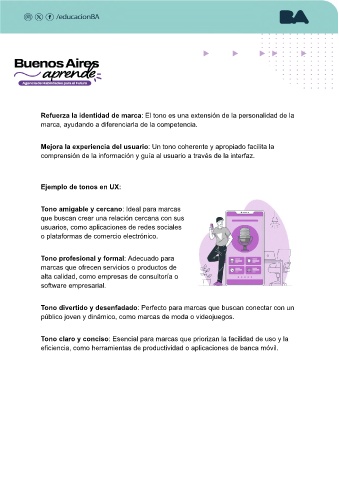 /educacionBA
BA
Buenos Aires
aprende
Agencia de Habilidades para el Futuro
Refuerza la identidad de marca: El tono es una extensión de la personalidad de la
marca, ayudando a diferenciarla de la competencia.
Mejora la experiencia del usuario: Un tono coherente y apropiado facilita la
comprensión de la información y guía al usuario a través de la interfaz.
Ejemplo de tonos en UX:
Tono amigable y cercano: Ideal para marcas
que buscan crear una relación cercana con sus
usuarios, como aplicaciones de redes sociales
o plataformas de comercio electrónico.
Tono profesional y formal: Adecuado para
marcas que ofrecen servicios o productos de
alta calidad, como empresas de consultoría o
software empresarial.
Tono divertido y desenfadado: Perfecto para marcas que buscan conectar con un
público joven y dinámico, como marcas de moda o videojuegos.
Tono claro y conciso: Esencial para marcas que priorizan la facilidad de uso y la
eficiencia, como herramientas de productividad o aplicaciones de banca móvil.